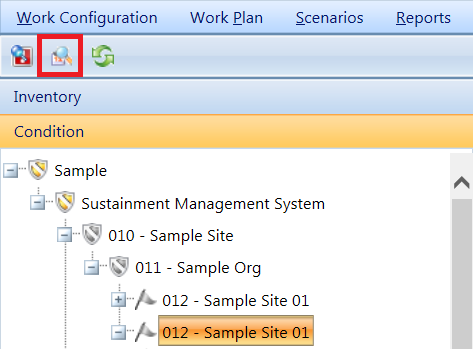 Work Configuration Work Plan Scenarios Reports
Inventory
Condition
Sample
Sustainment Management System
010 - Sample Site
011 - Sample Org
012 - Sample Site 01
012 - Sample Site 01